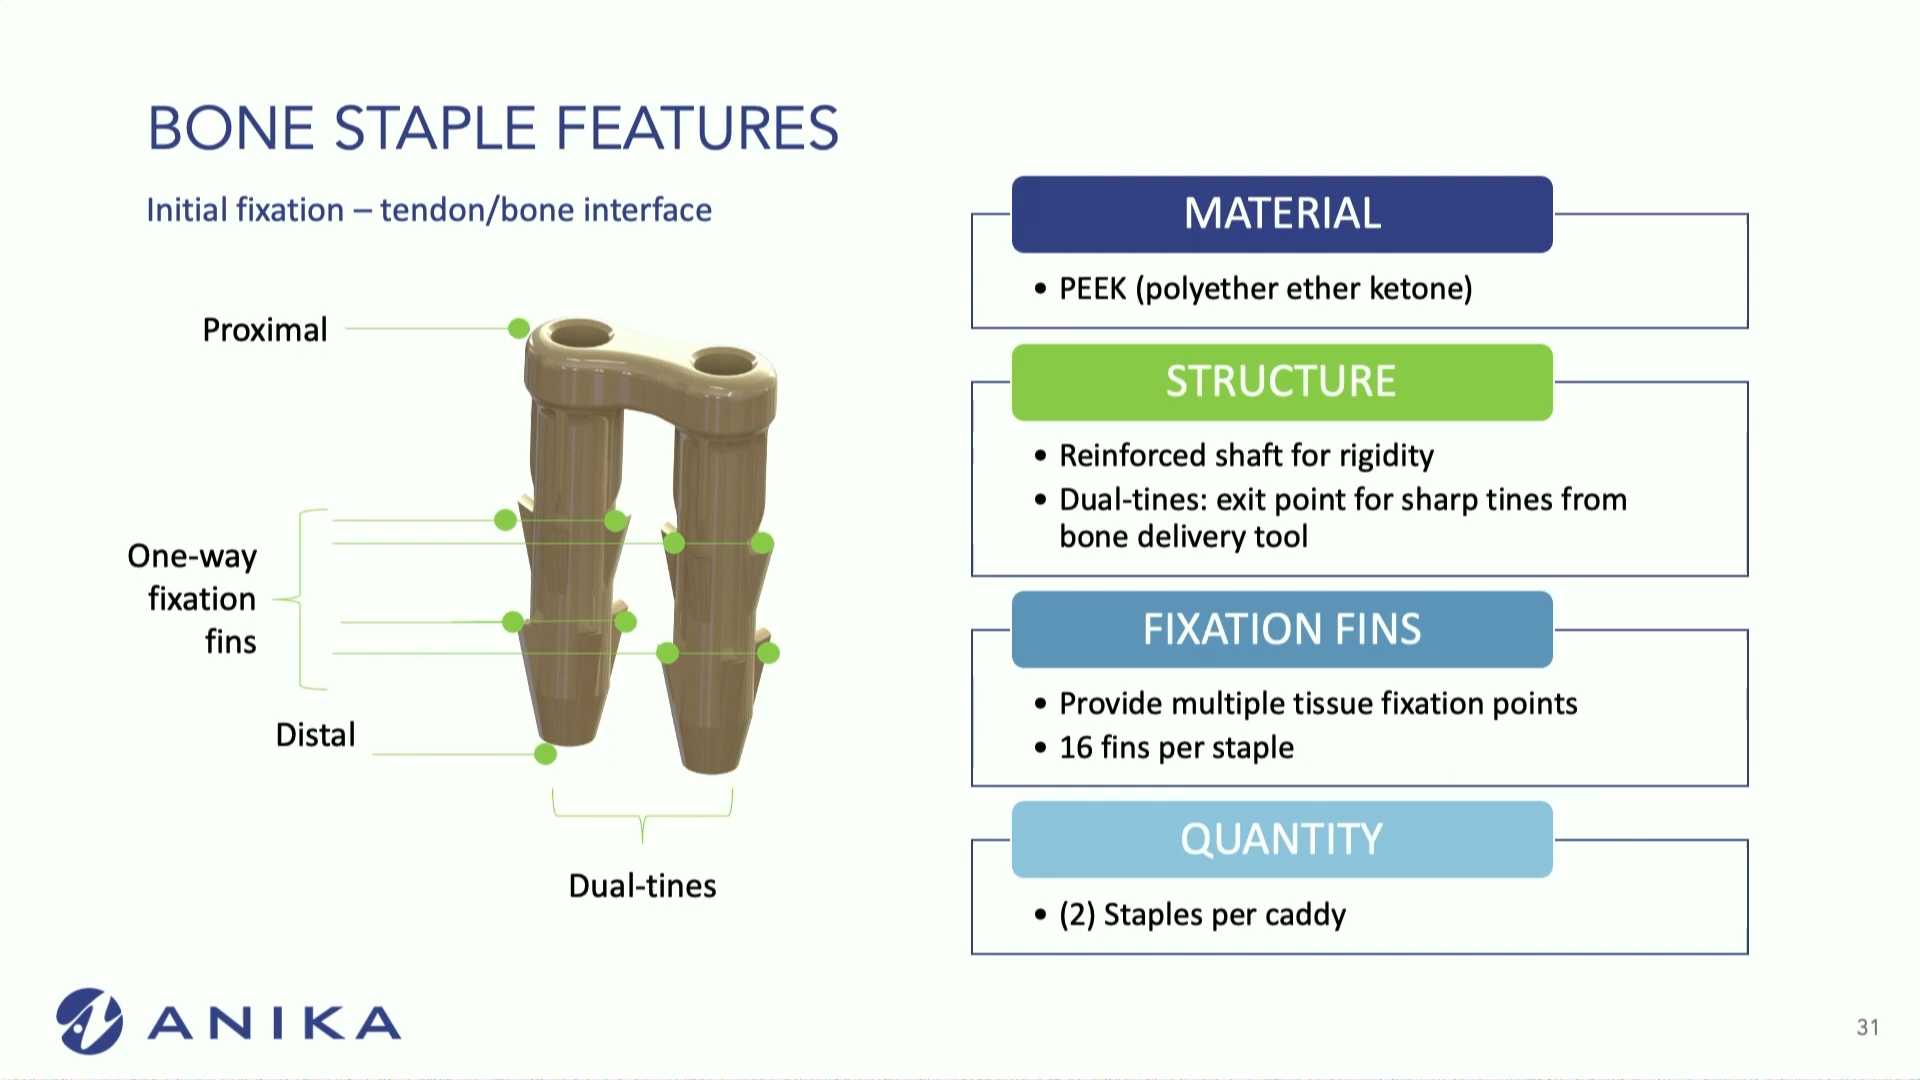 BONE STAPLE FEATURES
Initial fixation – tendon/bone interface
Proximal
One-way
fixation
fins
Distal
Dual-tines
MATERIAL
• PEEK (polyether ether ketone)
STRUCTURE
• Reinforced shaft for rigidity
• Dual-tines: exit point for sharp tines from
bone delivery tool
FIXATION FINS
• Provide multiple tissue fixation points
• 16 fins per staple
QUANTITY
• (2) Staples per caddy
ANIKA
31